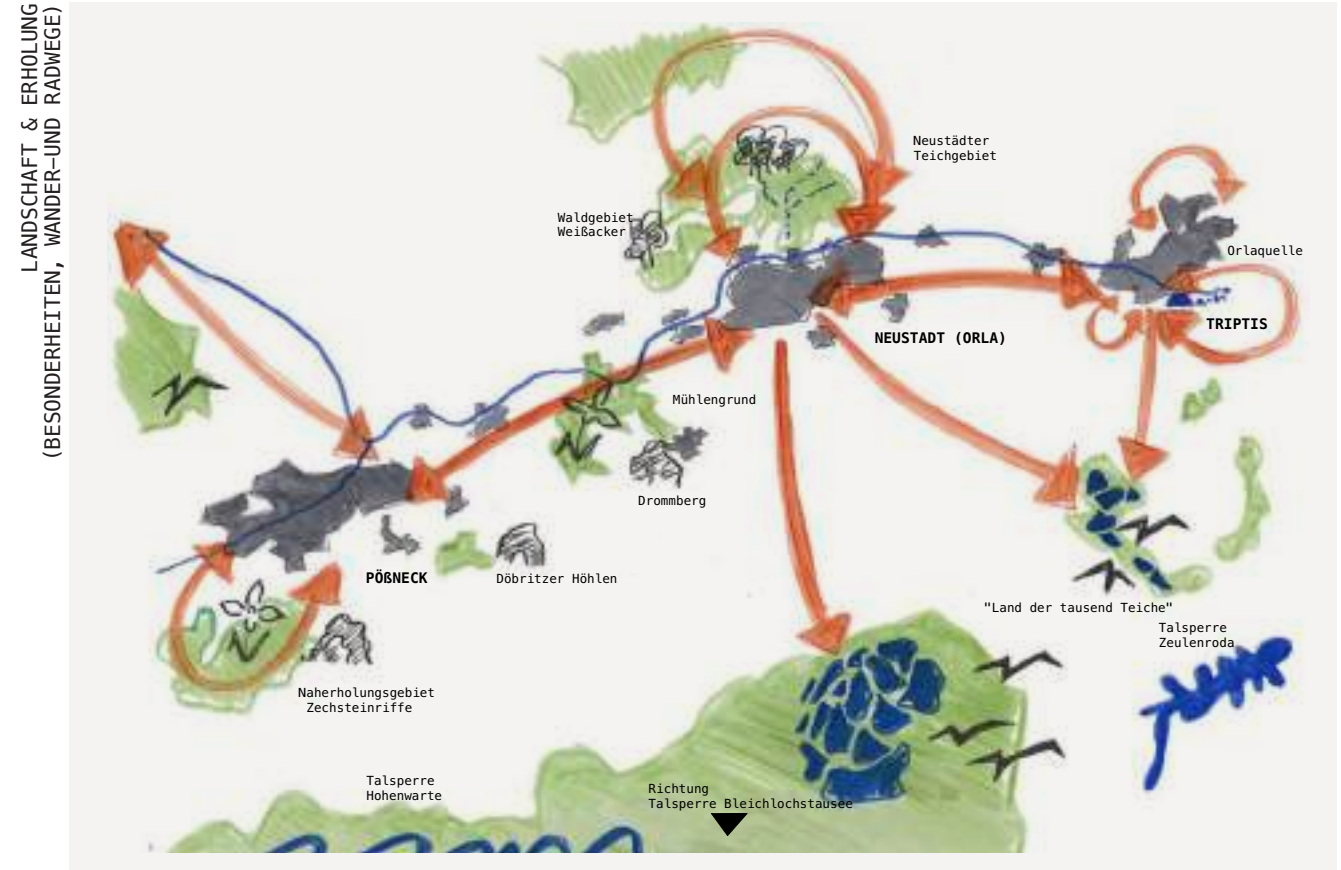 LANDSCHAFT & ERHOLUNG
(BESONDERHEITEN, WANDER–UND RADWEGE)
Neustädter
Teichgebiet
Waldgebiet
Weißacker
Orlaquelle
TRIPTIS
NEUSTADT (ORLA)
Mühlengrund
Drommberg
PÖßNECK
Döbritzer Höhlen
"Land der tausend Teiche"
Talsperre
Zeulenroda
Naherholungsgebiet
Zechsteinriffe
Talsperre
Hohenwarte
Richtung
Talsperre Bleichlochstausee